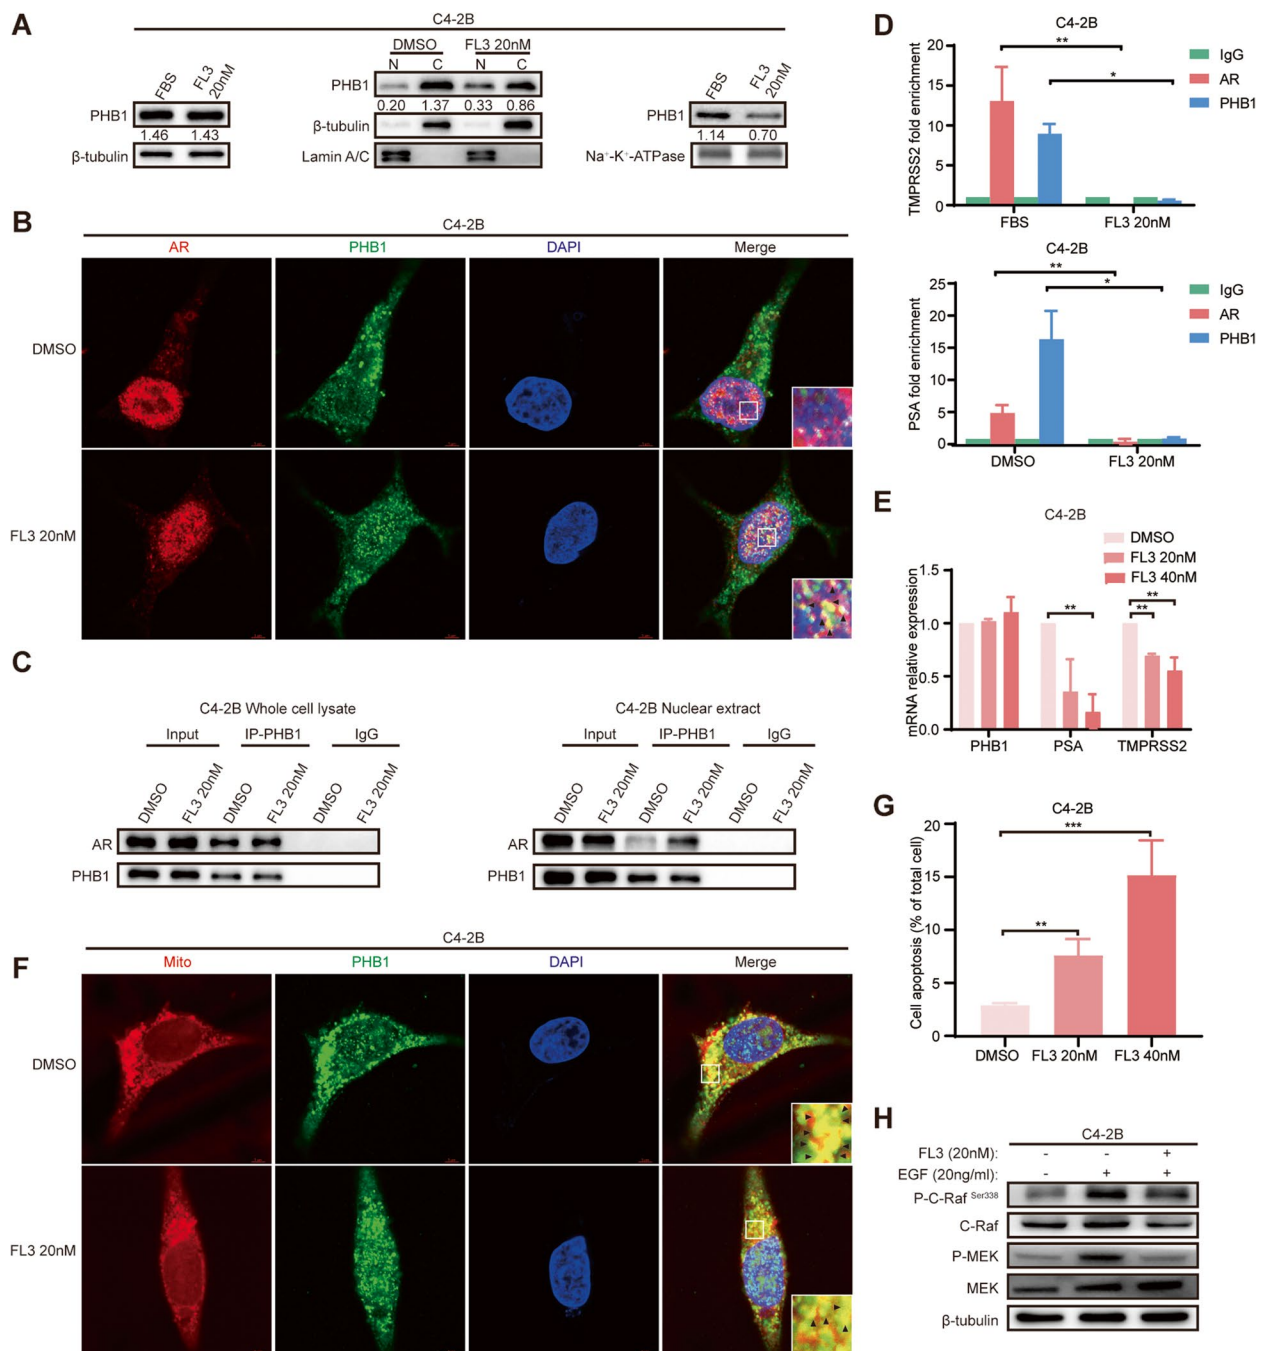 A
C4-2B
FBS
FL3 20nM
PHB1
1.46 1.43
β-tubulin
DMSO FL3 20nM
N C N C
PHB1
0.20 1.37 0.33 0.86
β-tubulin
Lamin A/C
FBS
FL3 20nM
PHB1
1.14 0.70
Na⁺-K⁺-ATPase
B
C4-2B
AR PHB1 DAPI Merge
DMSO
FL3 20nM
C
C4-2B Whole cell lysate
Input IP-PHB1 IgG
DMSO FL3 20nM DMSO FL3 20nM DMSO FL3 20nM
AR
PHB1
C4-2B Nuclear extract
Input IP-PHB1 IgG
DMSO FL3 20nM DMSO FL3 20nM DMSO FL3 20nM
AR
PHB1
F
C4-2B
Mito PHB1 DAPI Merge
DMSO
FL3 20nM
D
C4-2B
TMPRSS2 fold enrichment
20
15
10
5
0
**
*
IgG
AR
PHB1
FBS FL3 20nM
C4-2B
PSA fold enrichment
25
20
15
10
5
0
**
*
IgG
AR
PHB1
DMSO FL3 20nM
E
C4-2B
DMSO
FL3 20nM
FL3 40nM
mRNA relative expression
1.5
1.0
0.5
0.0
**
**
**
PHB1 PSA TMPRSS2
G
C4-2B
Cell apoptosis (% of total cell)
20
15
10
5
0
***
**
DMSO FL3 20nM FL3 40nM
H
C4-2B
FL3 (20nM): - - +
EGF (20ng/ml): - + +
P-C-Raf Ser338
C-Raf
P-MEK
MEK
β-tubulin